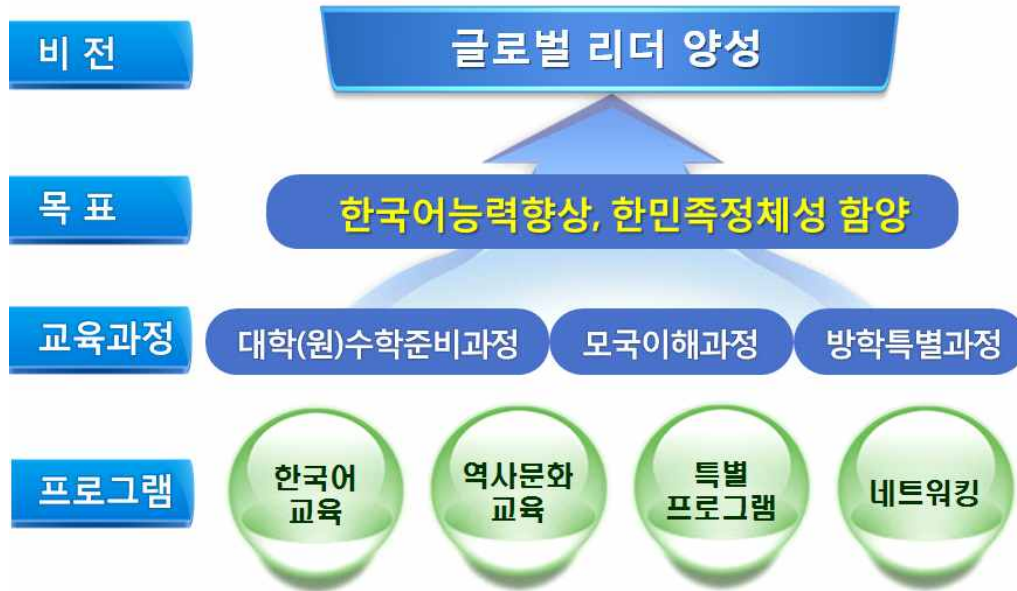 비 전
글로벌 리더 양성
목 표
한국어능력향상, 한민족정체성 함양
교육과정
대학(원)수학준비과정
모국이해과정
방학특별과정
프로그램
한국어
교육
역사문화
교육
특별
프로그램
네트워킹